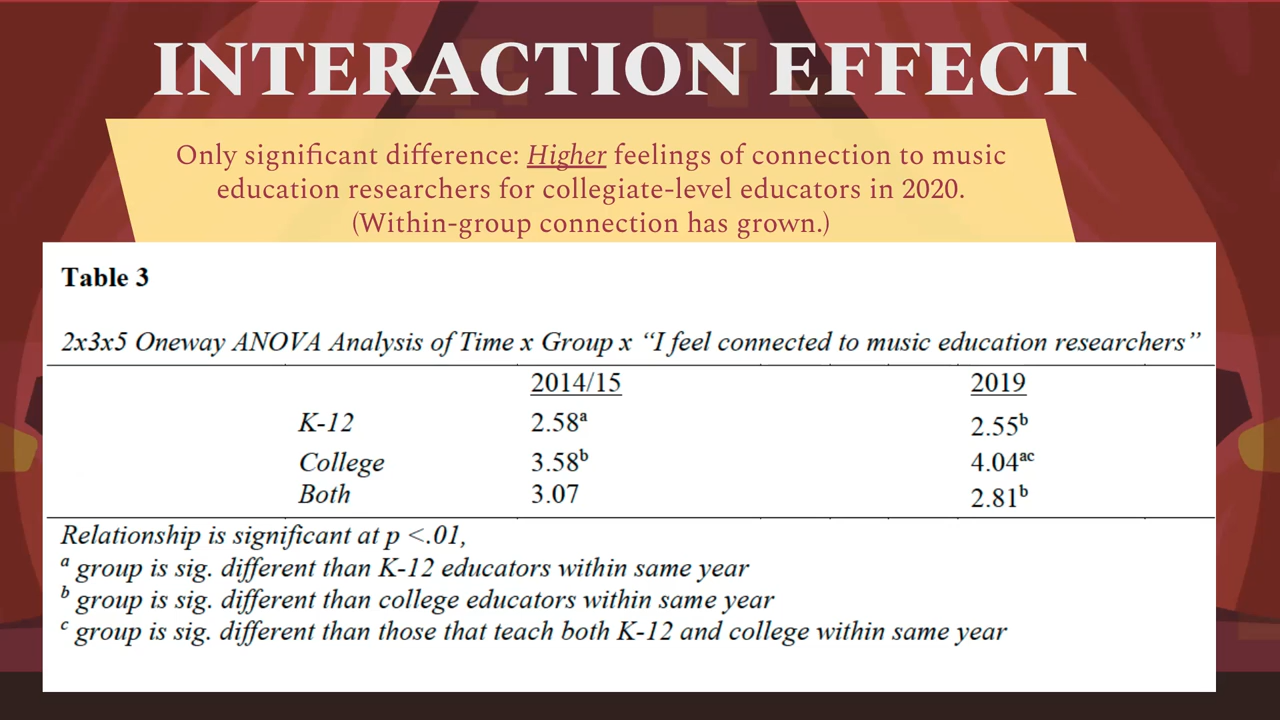 INTERACTION EFFECT
Only significant difference: Higher feelings of connection to music
education researchers for collegiate-level educators in 2020.
(Within-group connection has grown.)
Table 3
2x3x5 Oneway ANOVA Analysis of Time x Group x “I feel connected to music education researchers”
2014/15 2019
K-12 2.58ᵃ 2.55ᵇ
College 3.58ᵇ 4.04ᵃᶜ
Both 3.07 2.81ᵇ
Relationship is significant at p <.01,
ᵃ group is sig. different than K-12 educators within same year
ᵇ group is sig. different than college educators within same year
ᶜ group is sig. different than those that teach both K-12 and college within same year